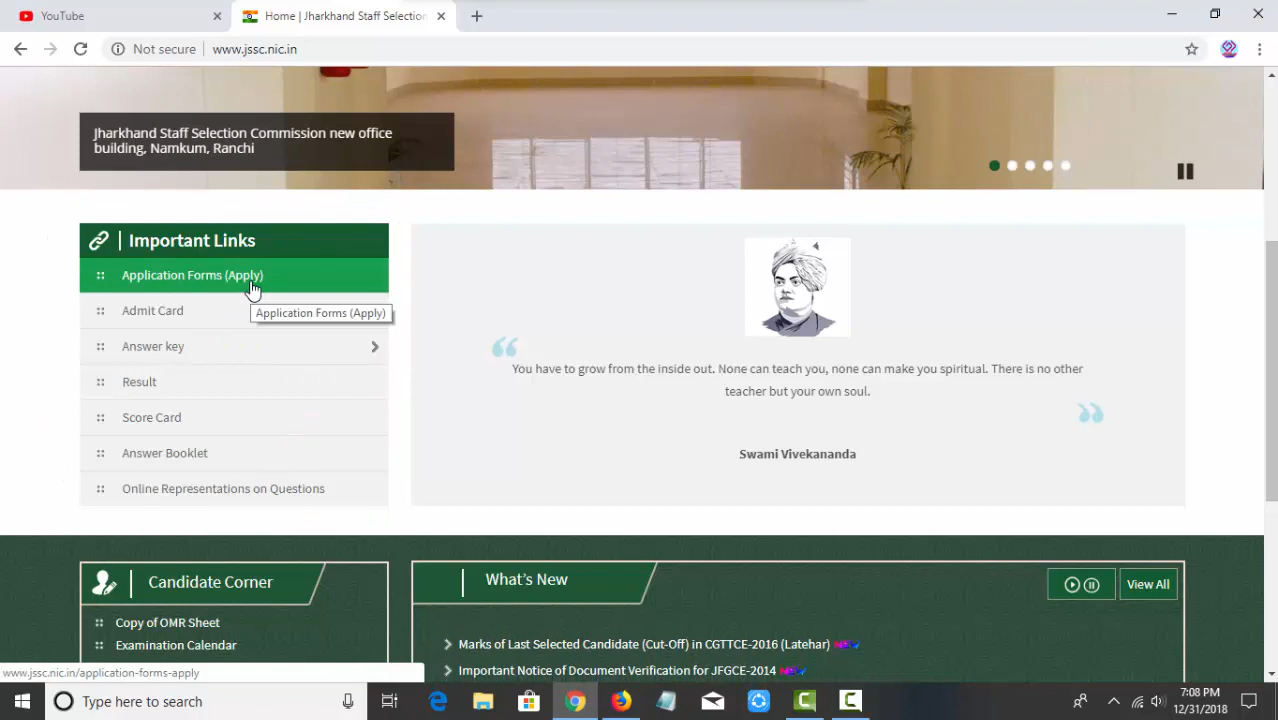 YouTube
Home | Jharkhand Staff Selection
Not secure
www.jssc.nic.in
Jharkhand Staff Selection Commission new office
building, Namkum, Ranchi
Important Links
Application Forms (Apply)
Admit Card
Application Forms (Apply)
Answer key
Result
Score Card
Answer Booklet
Online Representations on Questions
“
You have to grow from the inside out. None can teach you, none can make you spiritual. There is no other
teacher but your own soul.
”
Swami Vivekananda
Candidate Corner
Copy of OMR Sheet
Examination Calendar
What's New
View All
Marks of Last Selected Candidate (Cut-Off) in CGTTCE-2016 (Latehar) NEW
Important Notice of Document Verification for JFGCE-2014 NEW
www.jssc.nic.in/application-forms-apply
Type here to search
7:08 PM
12/31/2018